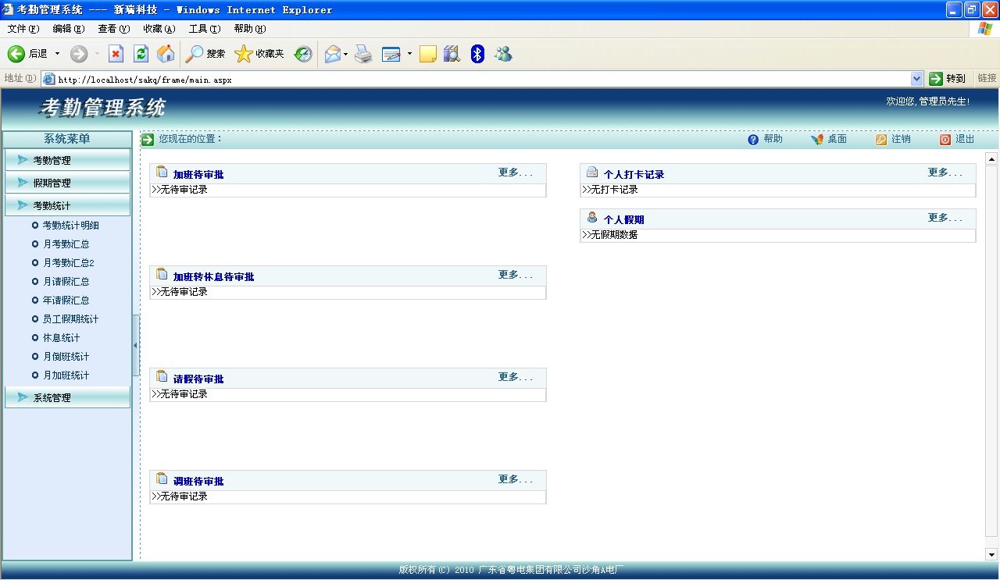 考勤管理系统 --- 新瑞科技 - Windows Internet Explorer
文件(F) 编辑(E) 查看(V) 收藏(A) 工具(T) 帮助(H)
后退 搜索 收藏夹
地址(D) http://localhost/sakq/frame/main.aspx 转到 链接
考勤管理系统
欢迎您,管理员先生!
系统菜单
您现在的位置：
帮助 桌面 注销 退出
考勤管理
假期管理
考勤统计
考勤统计明细
月考勤汇总
月考勤汇总2
月请假汇总
年请假汇总
员工假期统计
休息统计
月倒班统计
月加班统计
系统管理
加班待审批 更多...
>>无待审记录
加班转休息待审批 更多...
>>无待审记录
请假待审批 更多...
>>无待审记录
调班待审批 更多...
>>无待审记录
个人打卡记录 更多...
>>无打卡记录
个人假期 更多...
>>无假期数据
版权所有(C) 2010 广东省粤电集团有限公司沙角A电厂